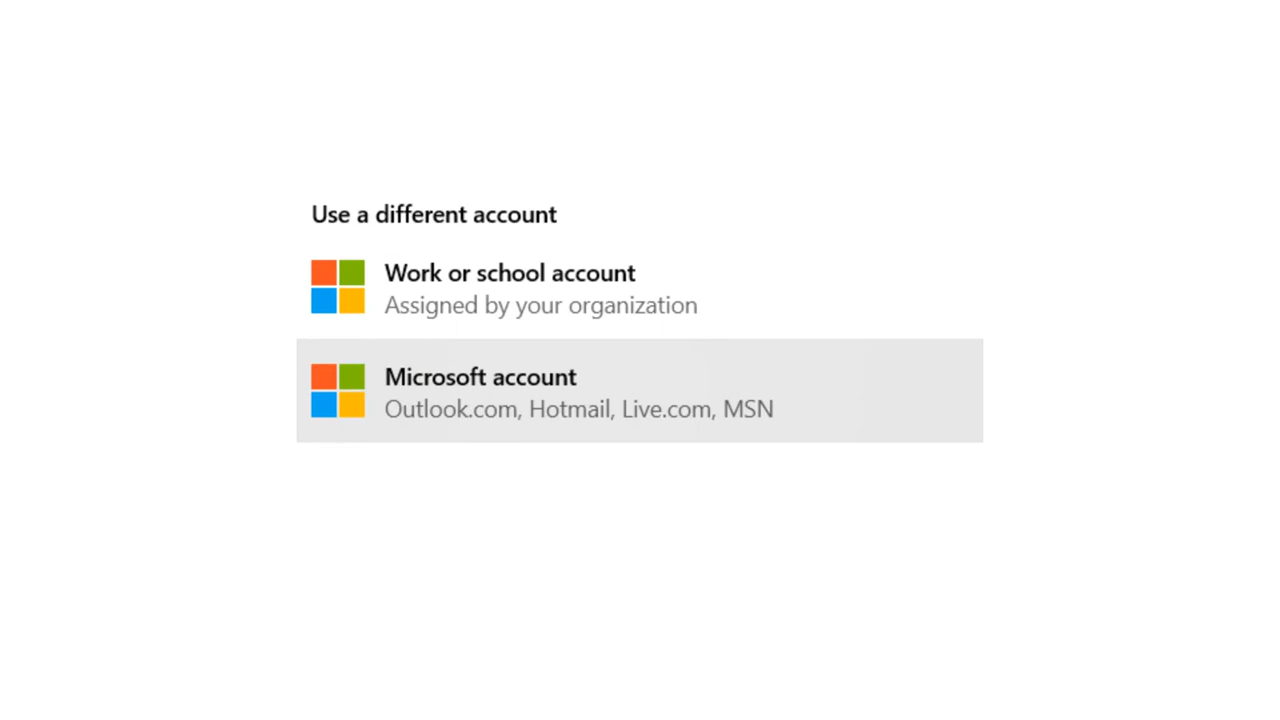 Use a different account
Work or school account
Assigned by your organization
Microsoft account
Outlook.com, Hotmail, Live.com, MSN